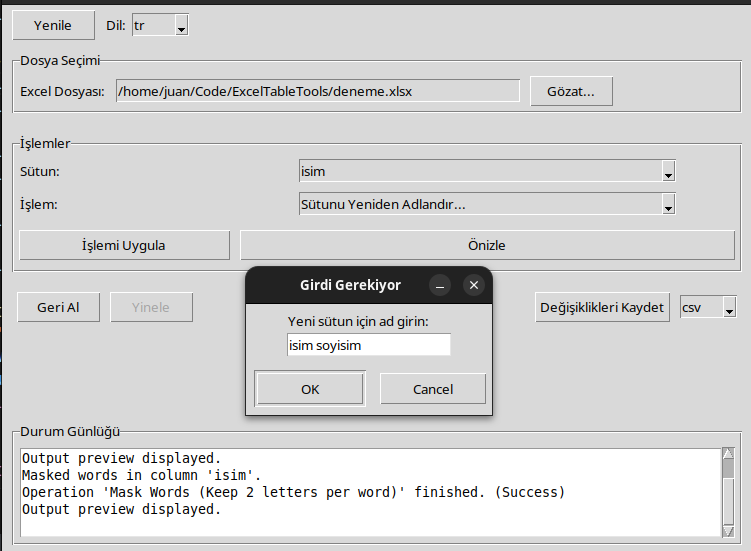 Yenile Dil: tr
Dosya Seçimi
Excel Dosyası: /home/juan/Code/ExcelTableTools/deneme.xlsx Gözat...
İşlemler
Sütun: isim
İşlem: Sütunu Yeniden Adlandır...
İşlemi Uygula Önizle
Girdi Gerekiyor
Yeni sütun için ad girin:
isim soyisim
OK Cancel
Geri Al Yinele Değişiklikleri Kaydet csv
Durum Günlüğü
Output preview displayed.
Masked words in column 'isim'.
Operation 'Mask Words (Keep 2 letters per word)' finished. (Success)
Output preview displayed.